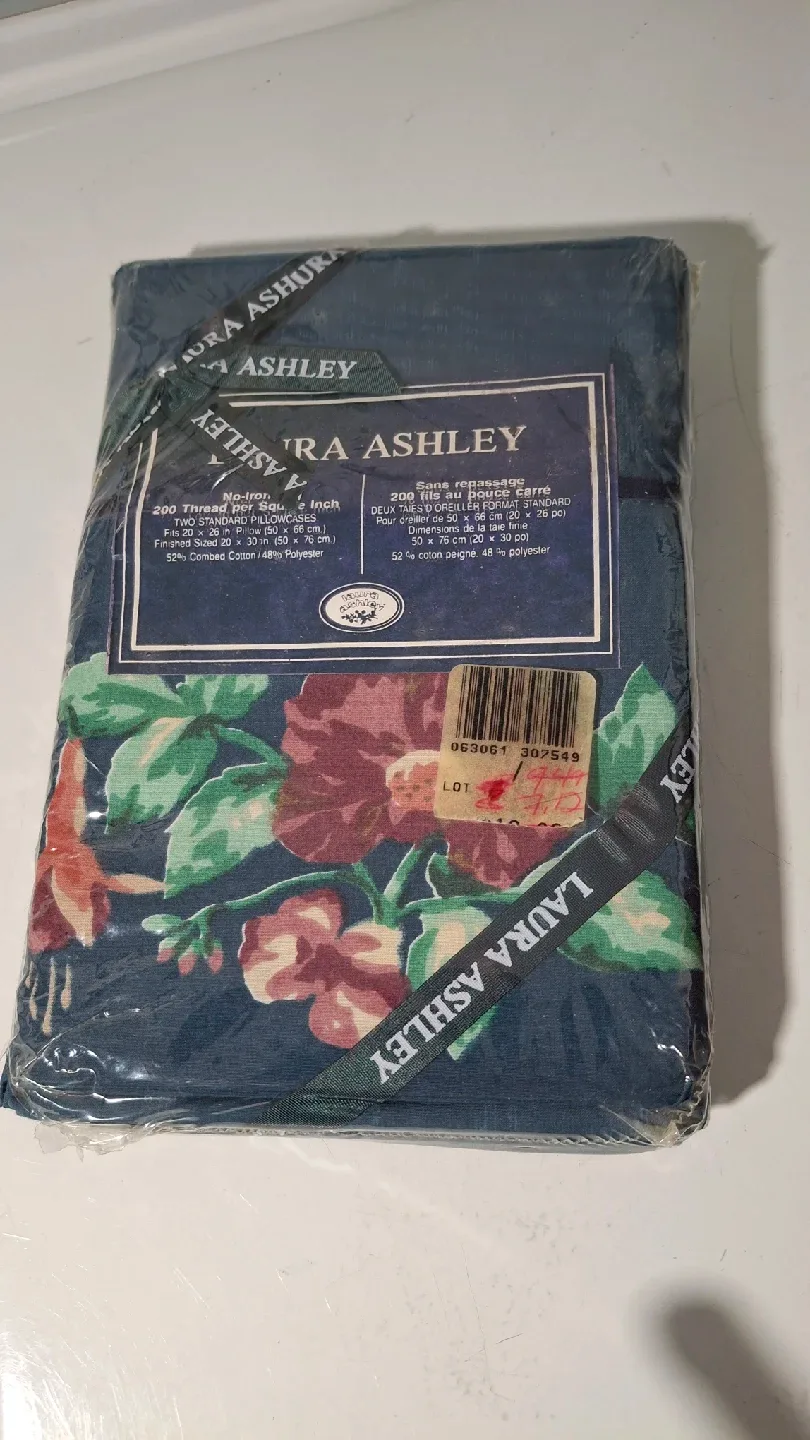 LAURA ASHURA
ASHLEY
A ASHLEY
URA ASHLEY
No-Iron
200 Thread per Squ e Inch
TWO STANDARD PILLOWCASES
Fits 20 x 26 in. Pillow (50 x 66 cm.)
Finished Sized 20 x 30 in. (50 x 76 cm.)
52% Combed Cotton / 48% Polyester
Sans repassage
200 fils au pouce carré
DEUX TAIES D'OREILLER FORMAT STANDARD
Pour oreiller de 50 x 66 cm (20 x 26 po)
Dimensions de la taie finie
50 x 76 cm (20 x 30 po)
52 % coton peigné, 48 % polyester
063061 307549
LOT
LAURA ASHLEY
LEY